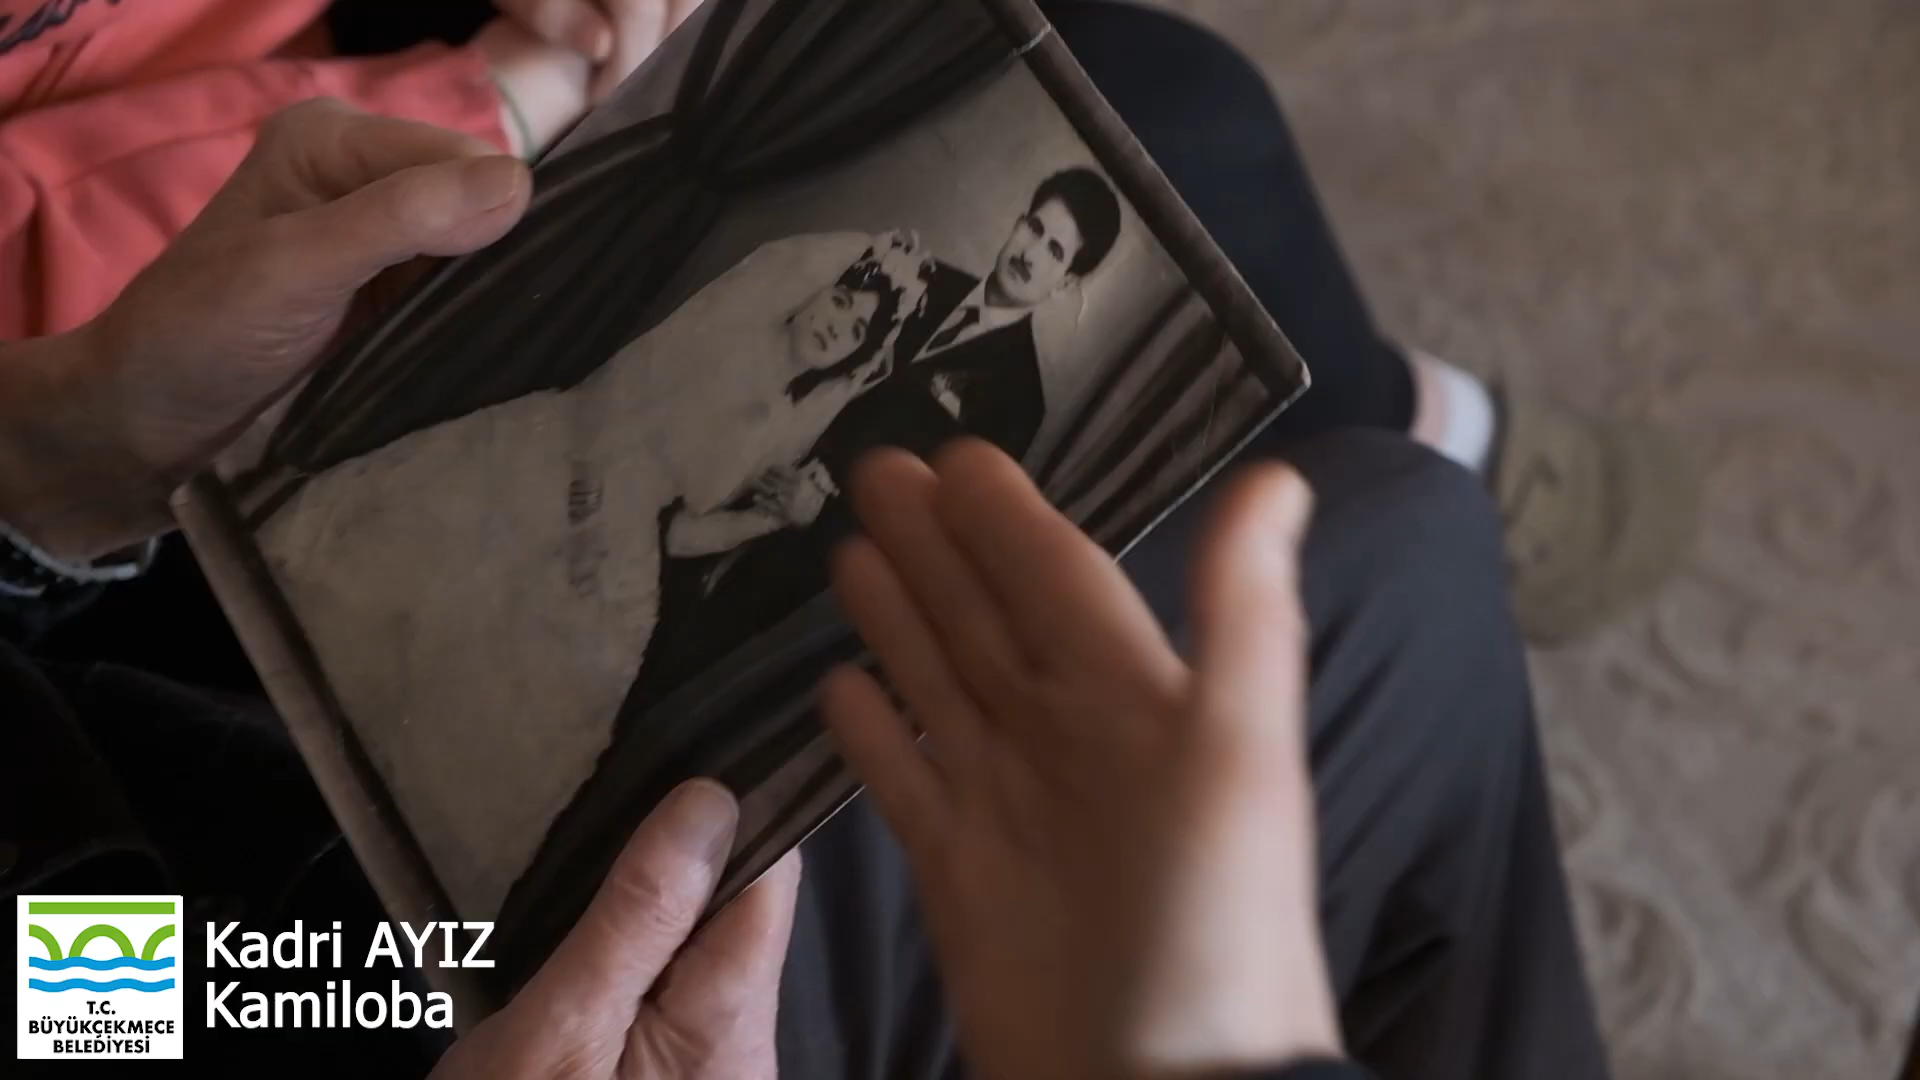 Kadri AYIZ
Kamiloba
T.C.
BÜYÜKÇEKMECE
BELEDİYESİ